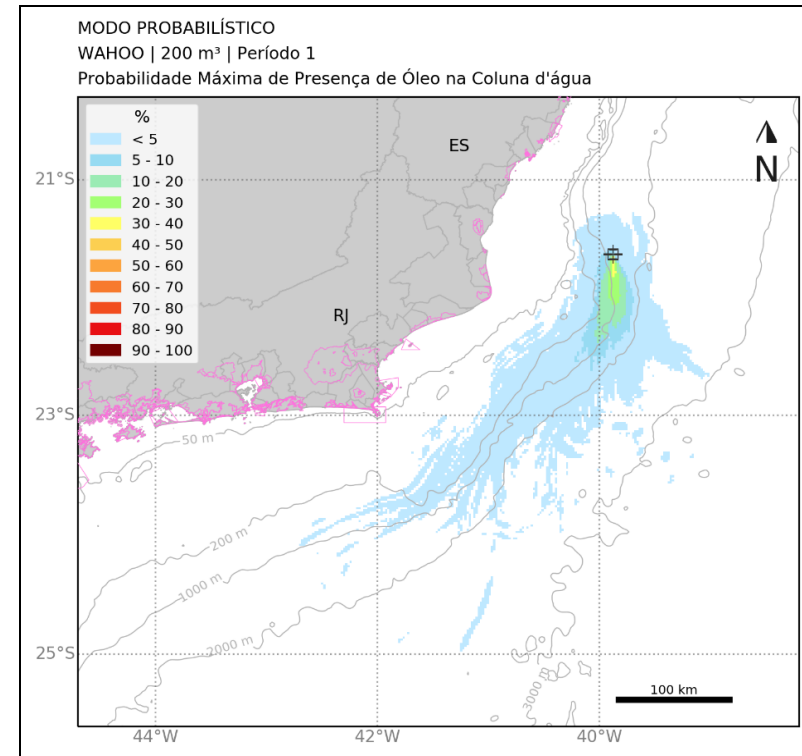 MODO PROBABILÍSTICO
WAHOO | 200 m³ | Período 1
Probabilidade Máxima de Presença de Óleo na Coluna d'água
%
< 5
5 - 10
10 - 20
20 - 30
30 - 40
40 - 50
50 - 60
60 - 70
70 - 80
80 - 90
90 - 100
ES
N
21°S
RJ
23°S
50 m
200 m
1000 m
2000 m
3000 m
25°S
100 km
44°W
42°W
40°W